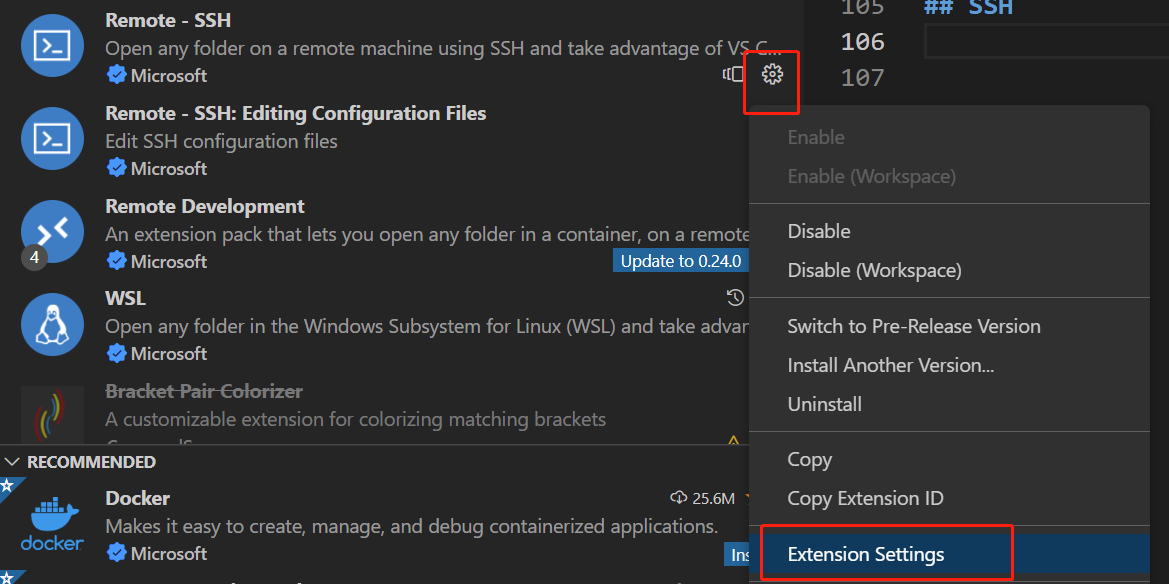 Remote - SSH
Open any folder on a remote machine using SSH and take advantage of VS C...
Microsoft
Remote - SSH: Editing Configuration Files
Edit SSH configuration files
Microsoft
Remote Development
An extension pack that lets you open any folder in a container, on a remote
4
Microsoft
Update to 0.24.0
WSL
Open any folder in the Windows Subsystem for Linux (WSL) and take advan
Microsoft
Bracket Pair Colorizer
A customizable extension for colorizing matching brackets
RECOMMENDED
Docker
25.6M
Makes it easy to create, manage, and debug containerized applications.
docker
Microsoft
Ins
105
## SSH
106
107
Enable
Enable (Workspace)
Disable
Disable (Workspace)
Switch to Pre-Release Version
Install Another Version...
Uninstall
Copy
Copy Extension ID
Extension Settings